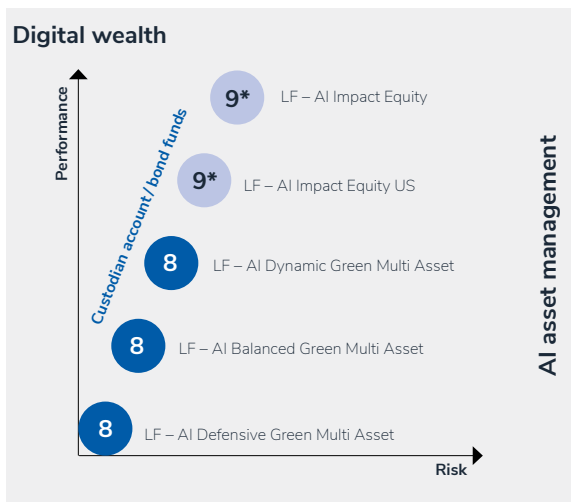 Digital wealth
Performance
Custodian account/bond funds
9*
LF – AI Impact Equity
9*
LF – AI Impact Equity US
8
LF – AI Dynamic Green Multi Asset
8
LF – AI Balanced Green Multi Asset
8
LF – AI Defensive Green Multi Asset
Risk
AI asset management